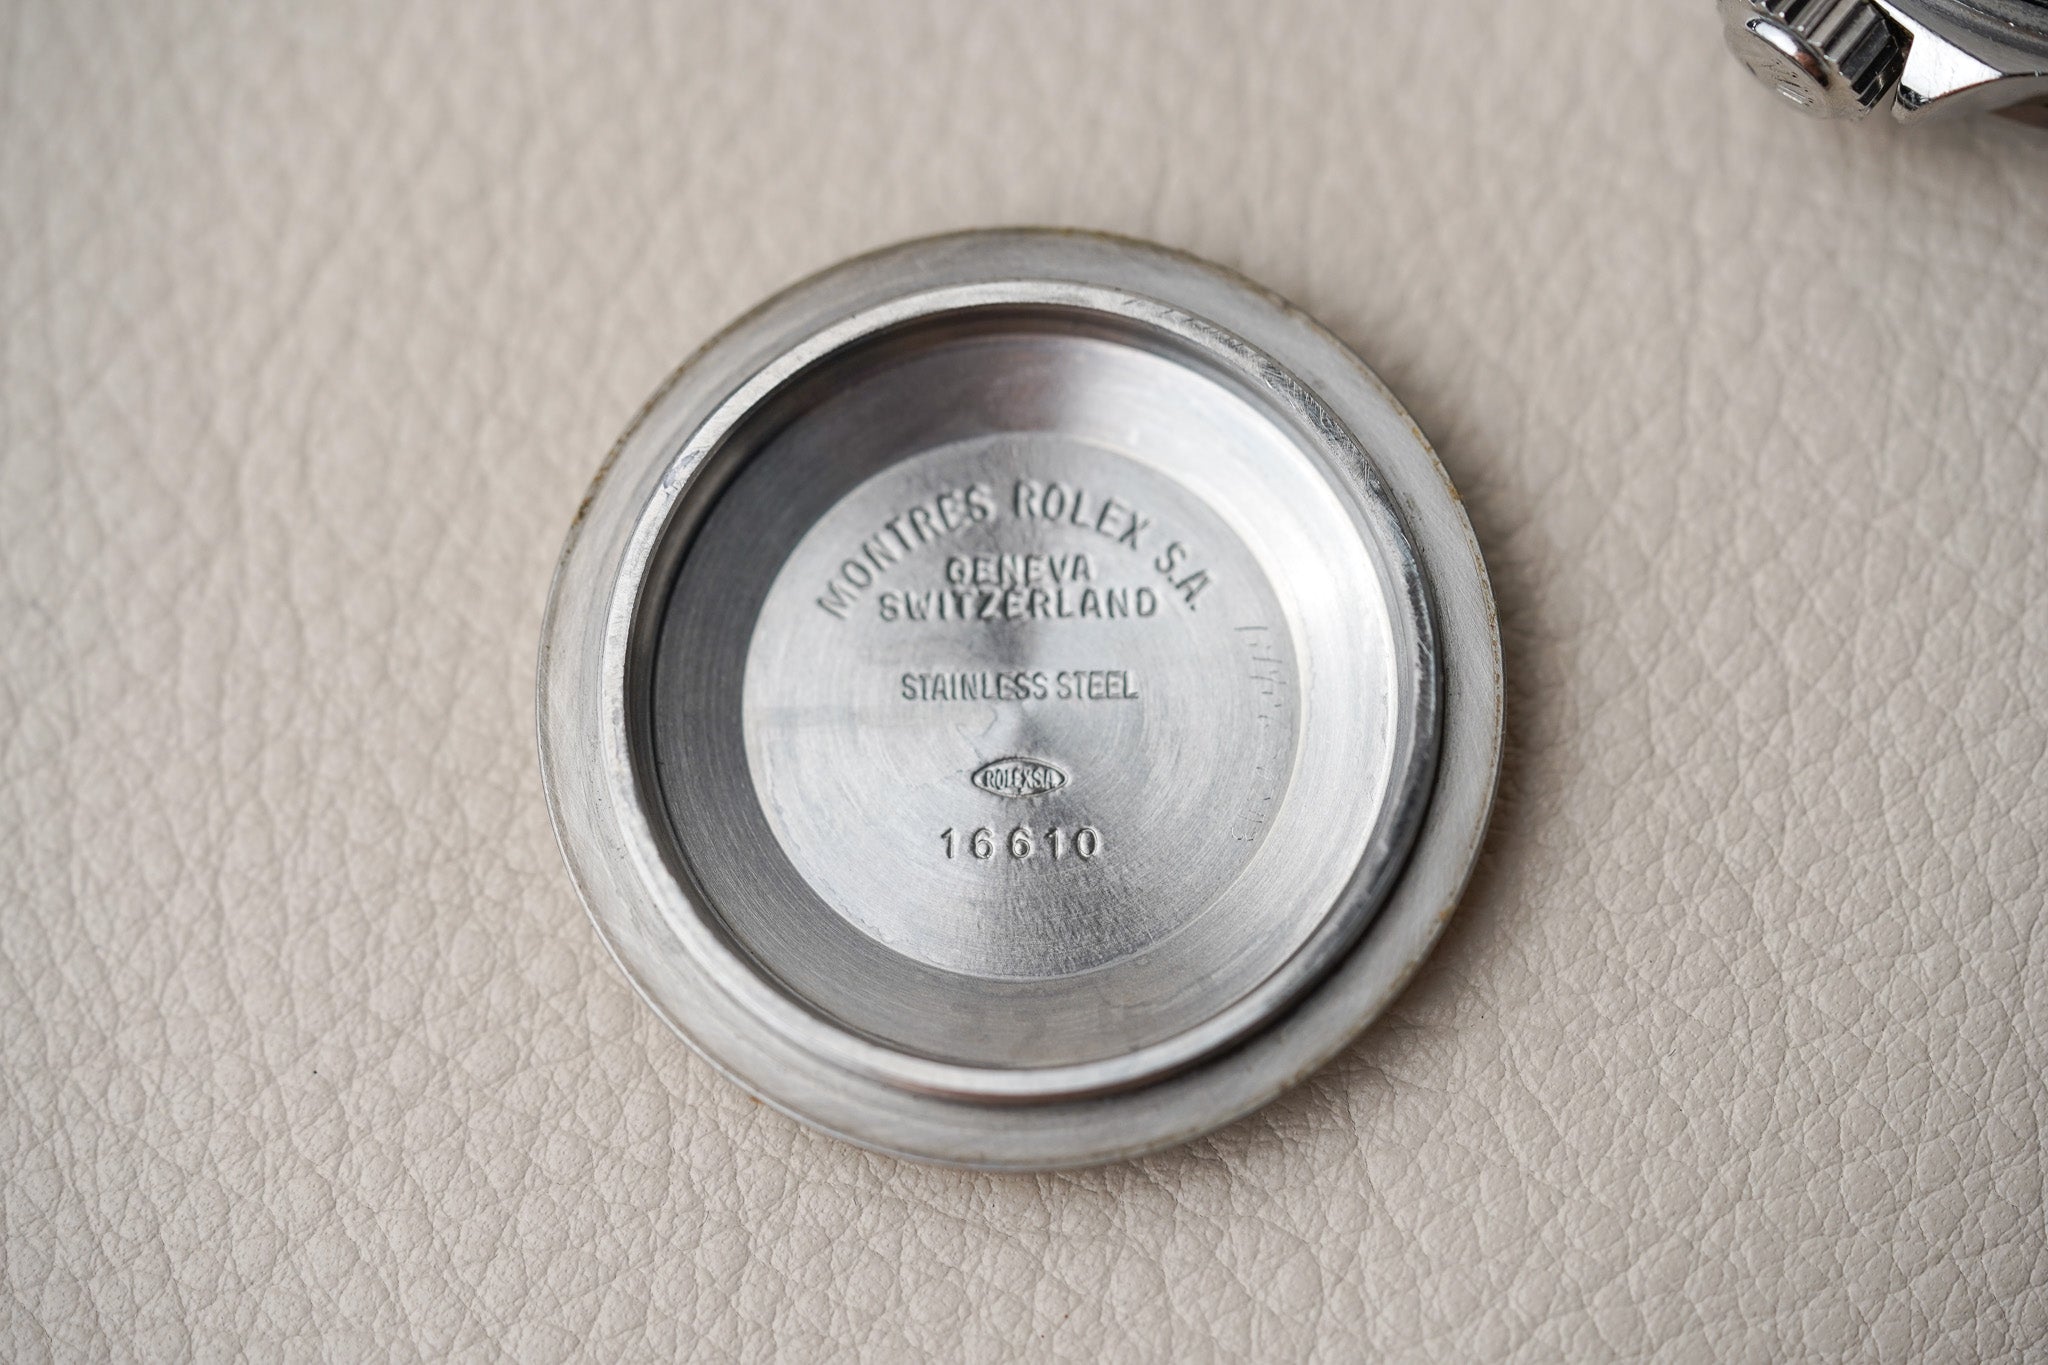 MONTRES ROLEX S.A.
GENEVA
SWITZERLAND
STAINLESS STEEL
ROLEX S.A
16610